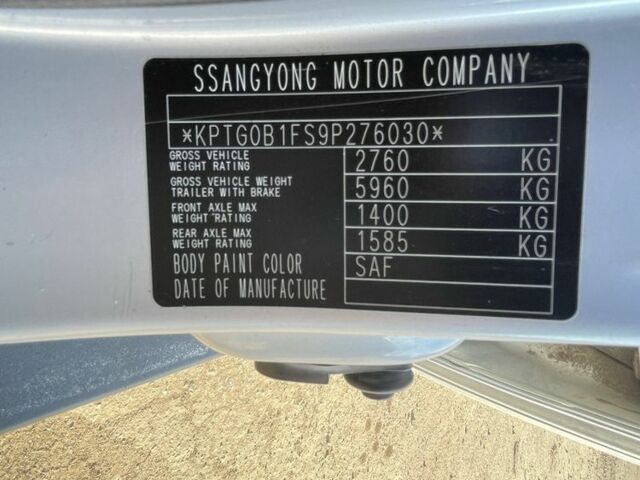 SSANGYONG MOTOR COMPANY
*KPTG0B1FS9P276030*
GROSS VEHICLE
WEIGHT RATING 2760 KG
GROSS VEHICLE WEIGHT
TRAILER WITH BRAKE 5960 KG
FRONT AXLE MAX
WEIGHT RATING 1400 KG
REAR AXLE MAX
WEIGHT RATING 1585 KG
BODY PAINT COLOR SAF
DATE OF MANUFACTURE